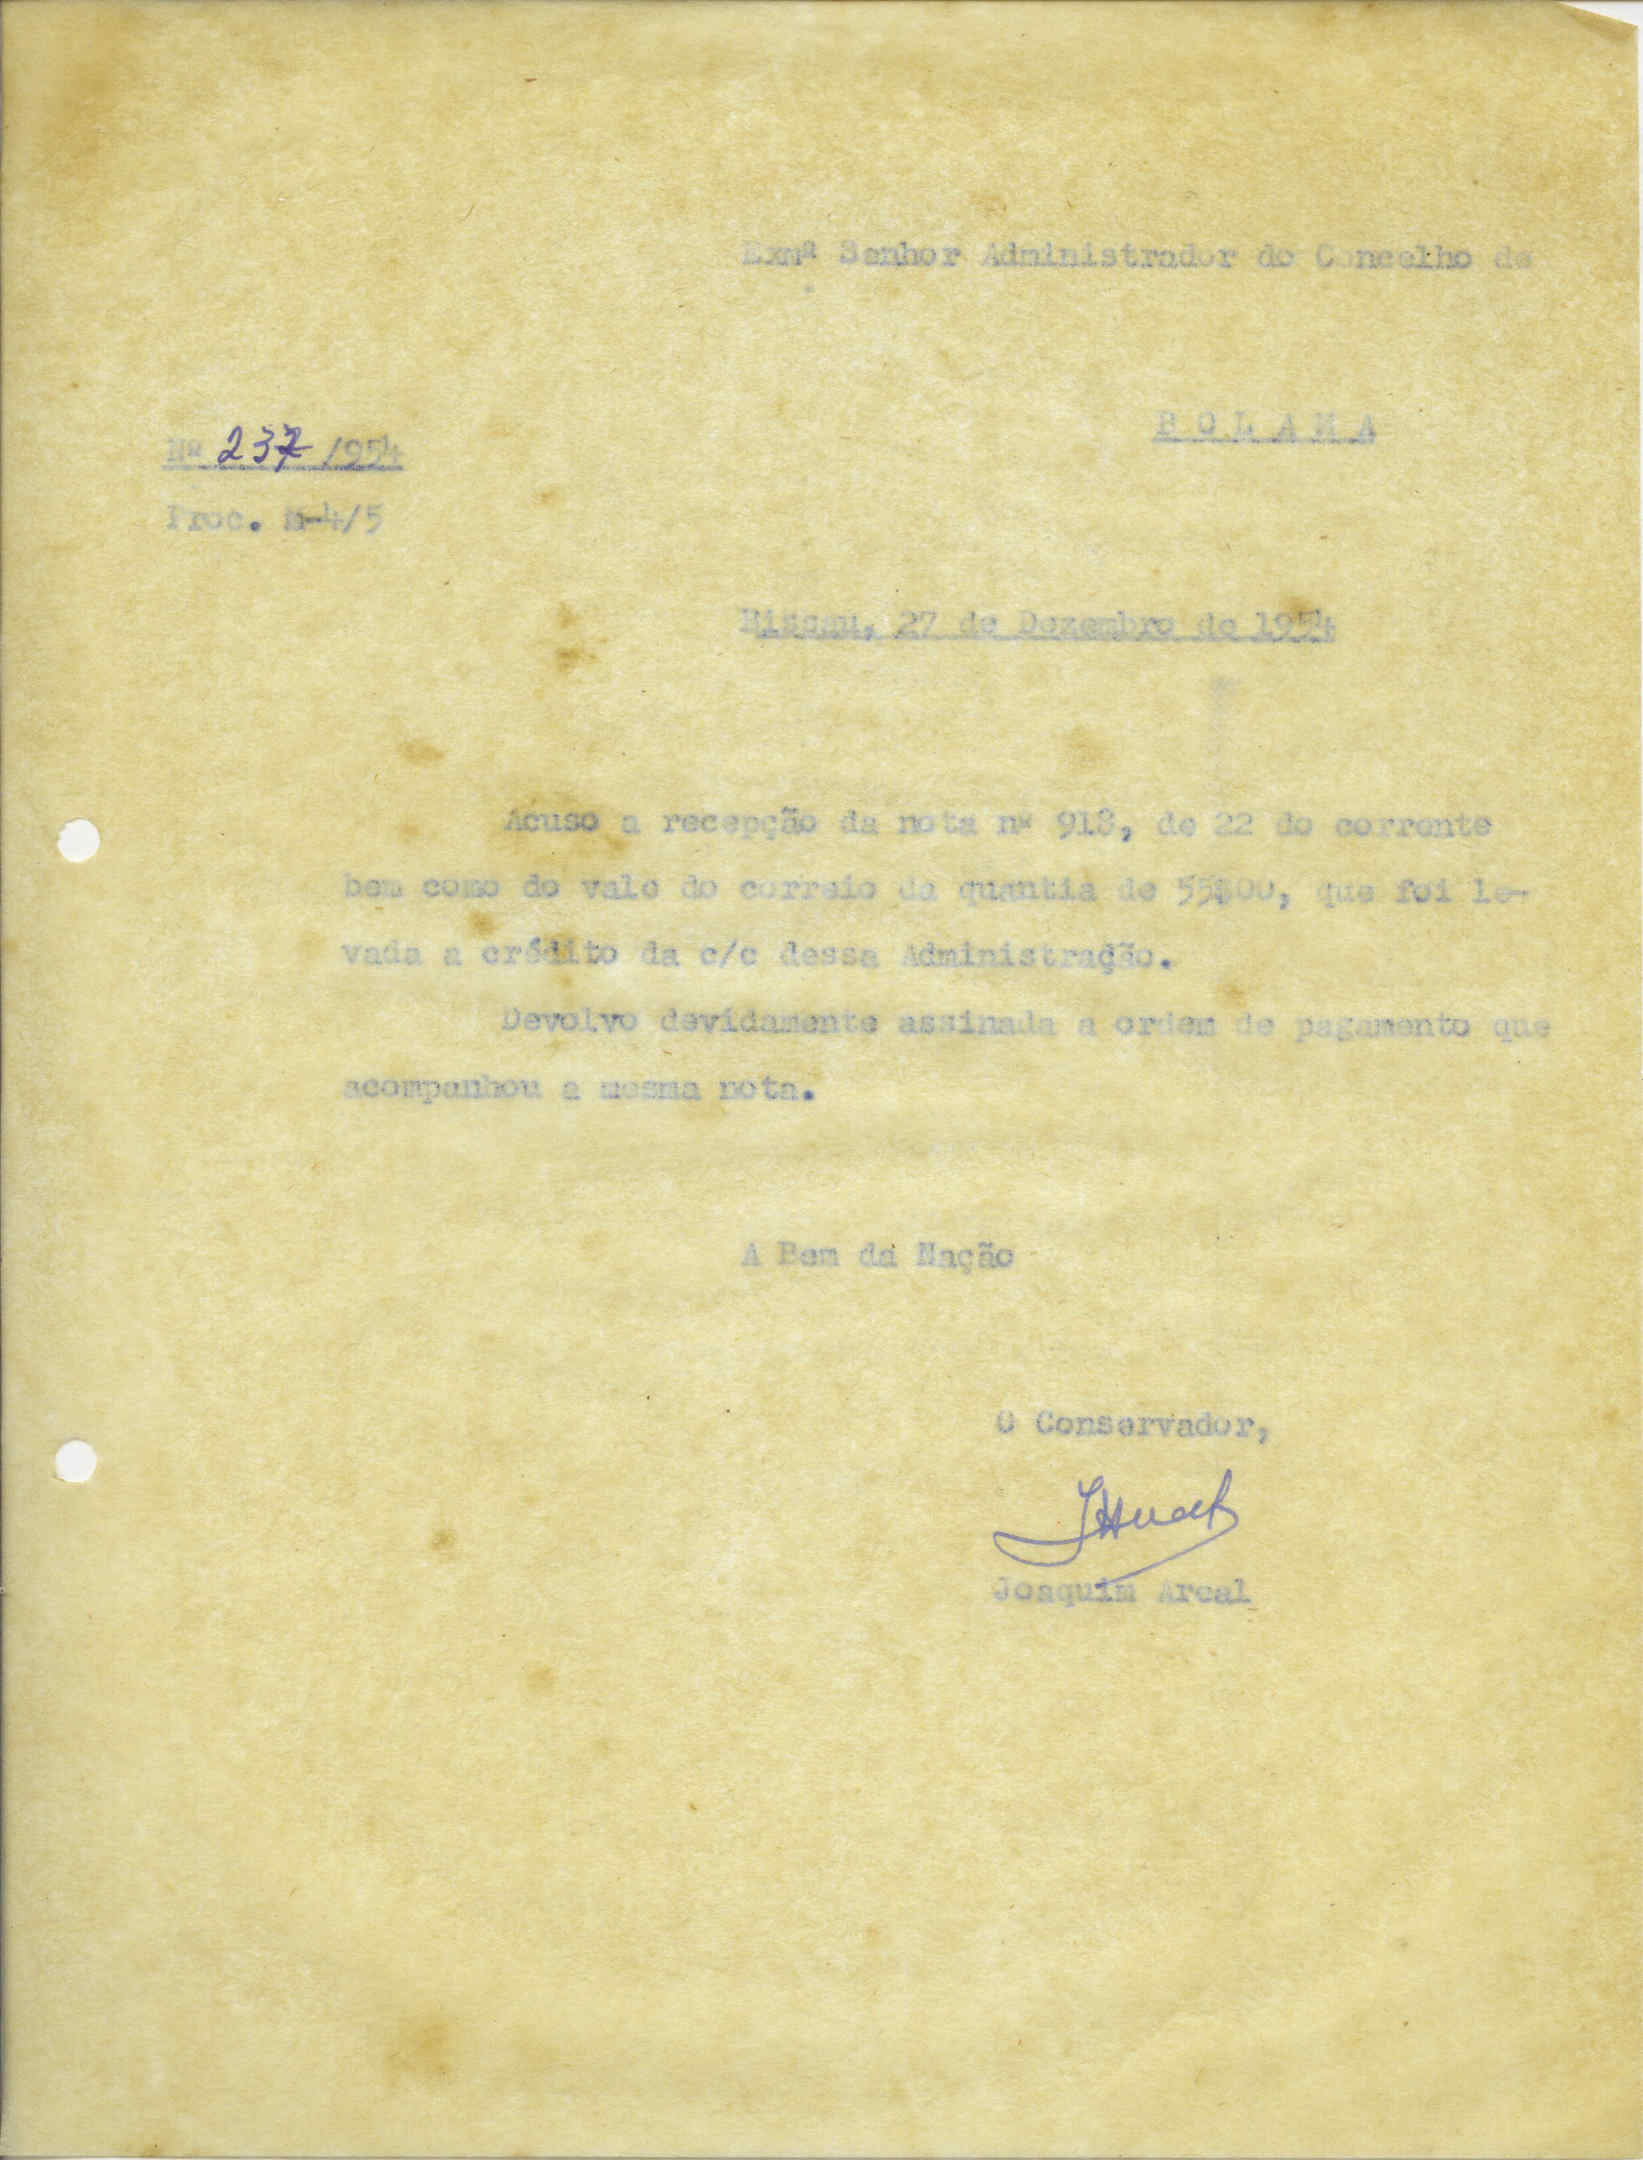 Exmº Senhor Administrador do Concelho de
B O L A M A
Nº 237 /954
Proc. M-4/5
Bissau, 27 de Dezembro de 1954
Acuso a recepção da nota nº 918, de 22 do corrente
bem como do vale do correio da quantia de 55$00, que foi le-
vada a crédito da c/c dessa Administração.
Devolvo devidamente assinada a ordem de pagamento que
acompanhou a mesma nota.
A Bem da Nação
O Conservador,
Joaquim Areal